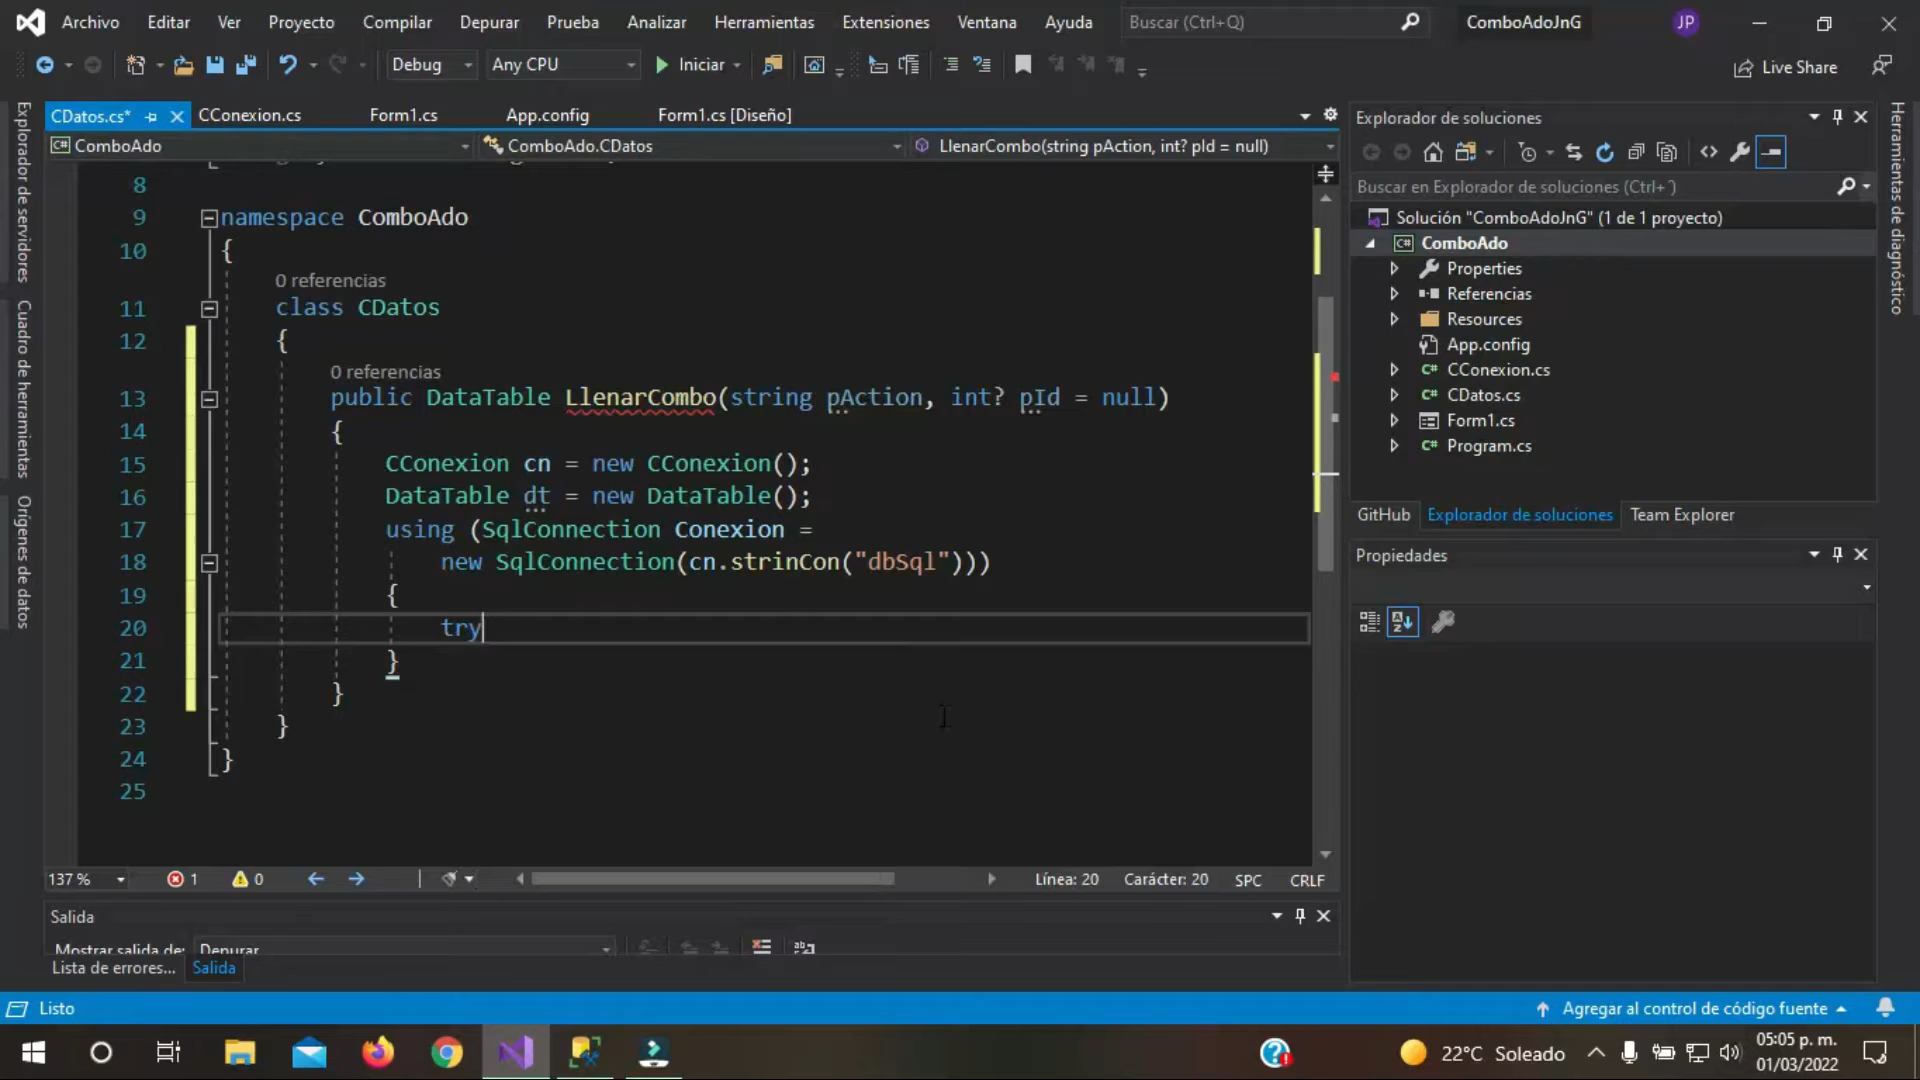 Archivo Editar Ver Proyecto Compilar Depurar Prueba Analizar Herramientas Extensiones Ventana Ayuda Buscar (Ctrl+Q) ComboAdoJnG JP
Debug Any CPU Iniciar Live Share
CDatos.cs* CConexion.cs Form1.cs App.config Form1.cs [Diseño]
ComboAdo ComboAdo.CDatos LlenarCombo(string pAction, int? pId = null)
8
9 namespace ComboAdo
10 {
0 referencias
11 class CDatos
12 {
0 referencias
13 public DataTable LlenarCombo(string pAction, int? pId = null)
14 {
15 CConexion cn = new CConexion();
16 DataTable dt = new DataTable();
17 using (SqlConnection Conexion =
18 new SqlConnection(cn.strinCon("dbSql")))
19 {
20 try
21 }
22 }
23 }
24 }
25
137 % 1 0 Línea: 20 Carácter: 20 SPC CRLF
Salida
Mostrar salida de: Depurar
Lista de errores... Salida
Explorador de servidores
Cuadro de herramientas
Orígenes de datos
Explorador de soluciones
Buscar en Explorador de soluciones (Ctrl+´)
Solución "ComboAdoJnG" (1 de 1 proyecto)
C# ComboAdo
Properties
Referencias
Resources
App.config
C# CConexion.cs
C# CDatos.cs
Form1.cs
C# Program.cs
GitHub Explorador de soluciones Team Explorer
Propiedades
Herramientas de diagnóstico
Listo Agregar al control de código fuente
22°C Soleado 05:05 p. m.
01/03/2022